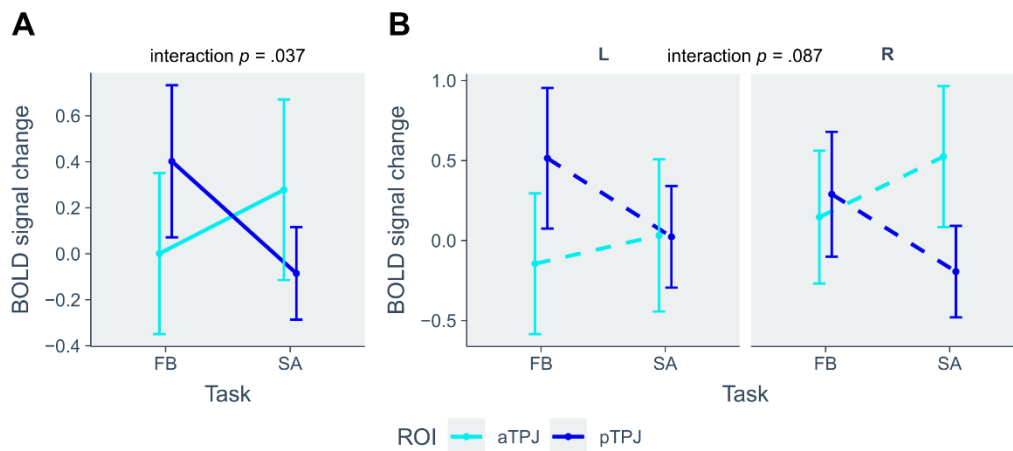 A
interaction p = .037
BOLD signal change
0.6
0.4
0.2
0.0
−0.2
−0.4
FB
SA
Task
B
L
interaction p = .087
R
BOLD signal change
1.0
0.5
0.0
−0.5
FB
SA
FB
SA
Task
ROI aTPJ pTPJ